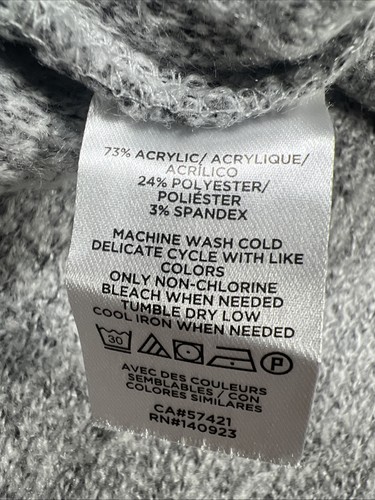 73% ACRYLIC/ ACRYLIQUE/
ACRÍLICO
24% POLYESTER/
POLIÉSTER
3% SPANDEX
MACHINE WASH COLD
DELICATE CYCLE WITH LIKE
COLORS
ONLY NON-CHLORINE
BLEACH WHEN NEEDED
TUMBLE DRY LOW
COOL IRON WHEN NEEDED
30 P
AVEC DES COULEURS
SEMBLABLES / CON
COLORES SIMILARES
CA#57421
RN#140923